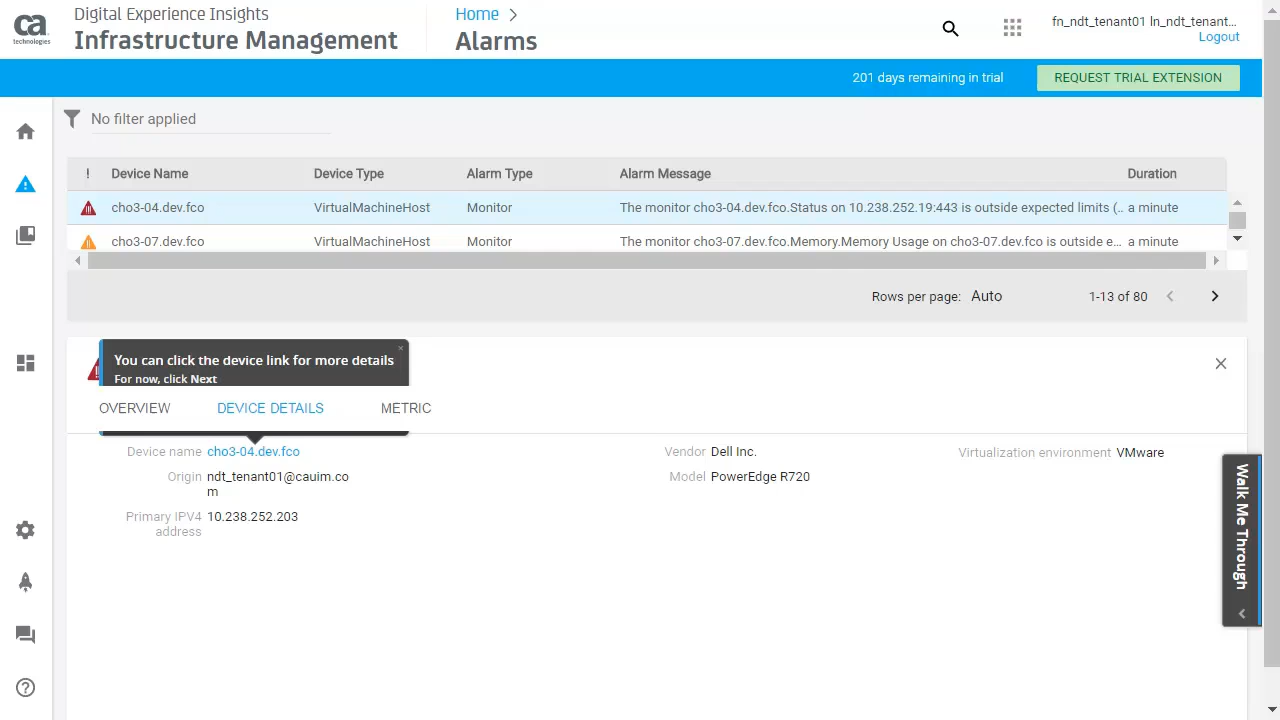 ca
technologies
Digital Experience Insights
Infrastructure Management
Home
Alarms
fn_ndt_tenant01 ln_ndt_tenant...
Logout
201 days remaining in trial
REQUEST TRIAL EXTENSION
No filter applied
! Device Name Device Type Alarm Type Alarm Message Duration
cho3-04.dev.fco VirtualMachineHost Monitor The monitor cho3-04.dev.fco.Status on 10.238.252.19:443 is outside expected limits (.. a minute
cho3-07.dev.fco VirtualMachineHost Monitor The monitor cho3-07.dev.fco.Memory.Memory Usage on cho3-07.dev.fco is outside e... a minute
Rows per page: Auto 1-13 of 80
You can click the device link for more details
For now, click Next
OVERVIEW DEVICE DETAILS METRIC
Device name cho3-04.dev.fco Vendor Dell Inc. Virtualization environment VMware
Origin ndt_tenant01@cauim.co
m
Model PowerEdge R720
Primary IPV4
address
10.238.252.203
Walk Me Through